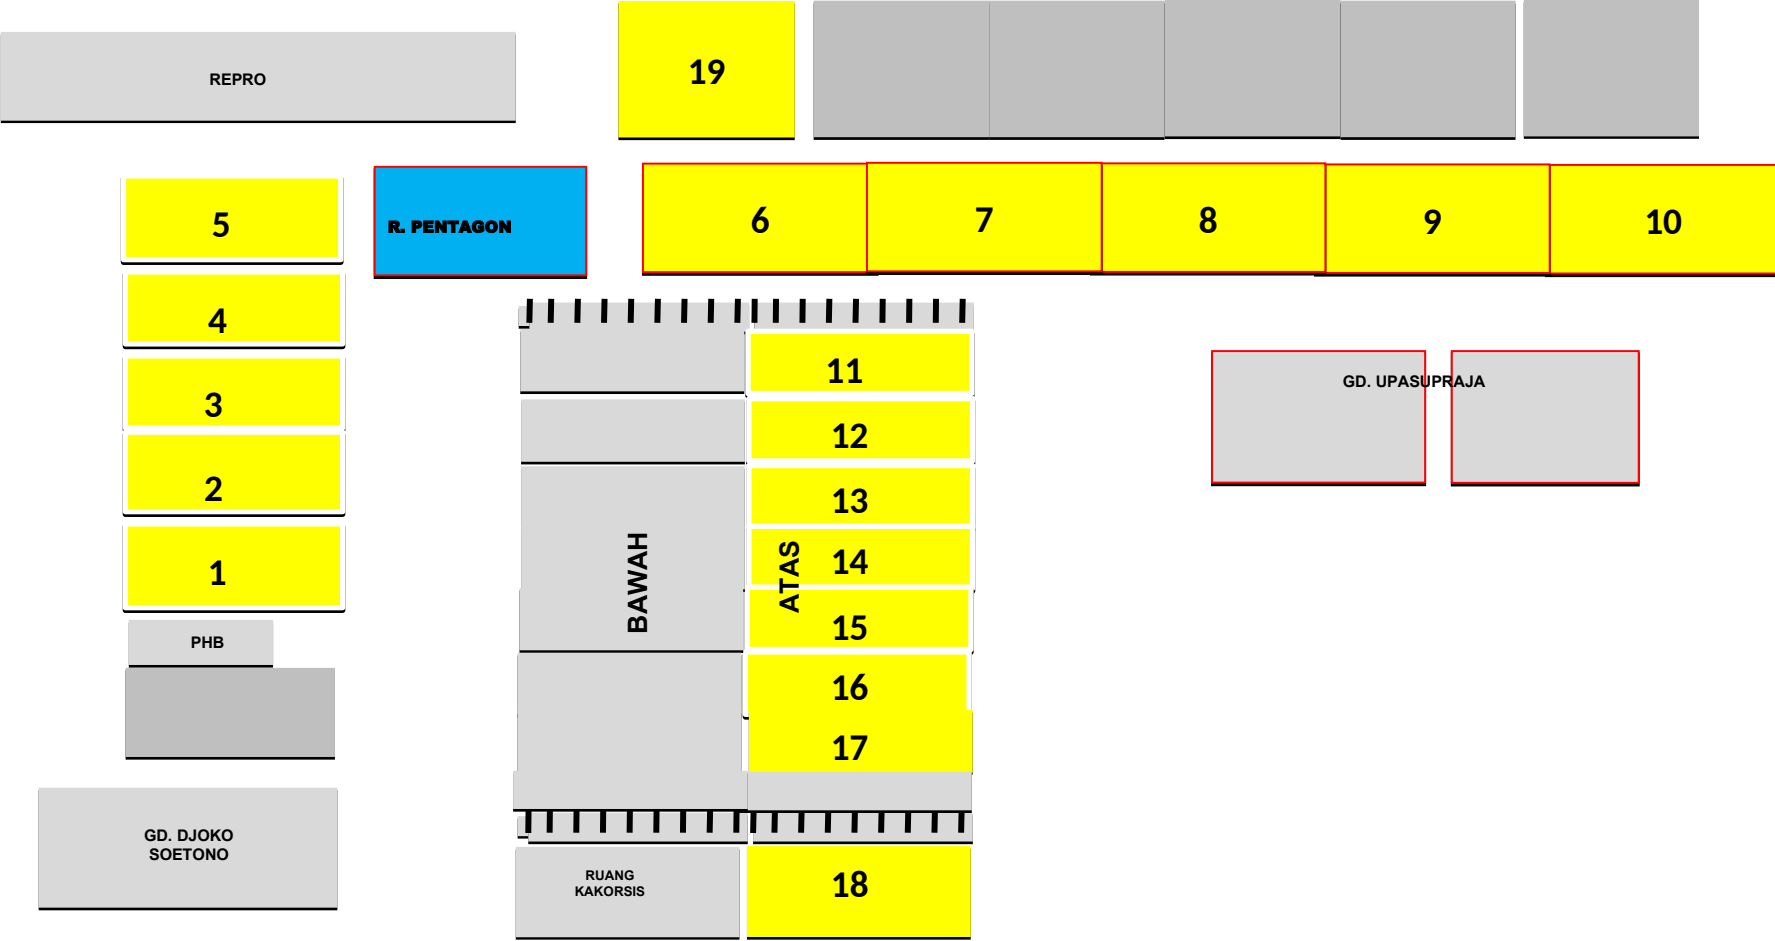 19
REPRO
5
R. PENTAGON
6
7
8
9
10
4
3
2
1
PHB
GD. DJOKO
SOETONO
BAWAH
ATAS
11
12
13
14
15
16
17
RUANG
KAKORSIS
18
GD. UPASUPRAJA